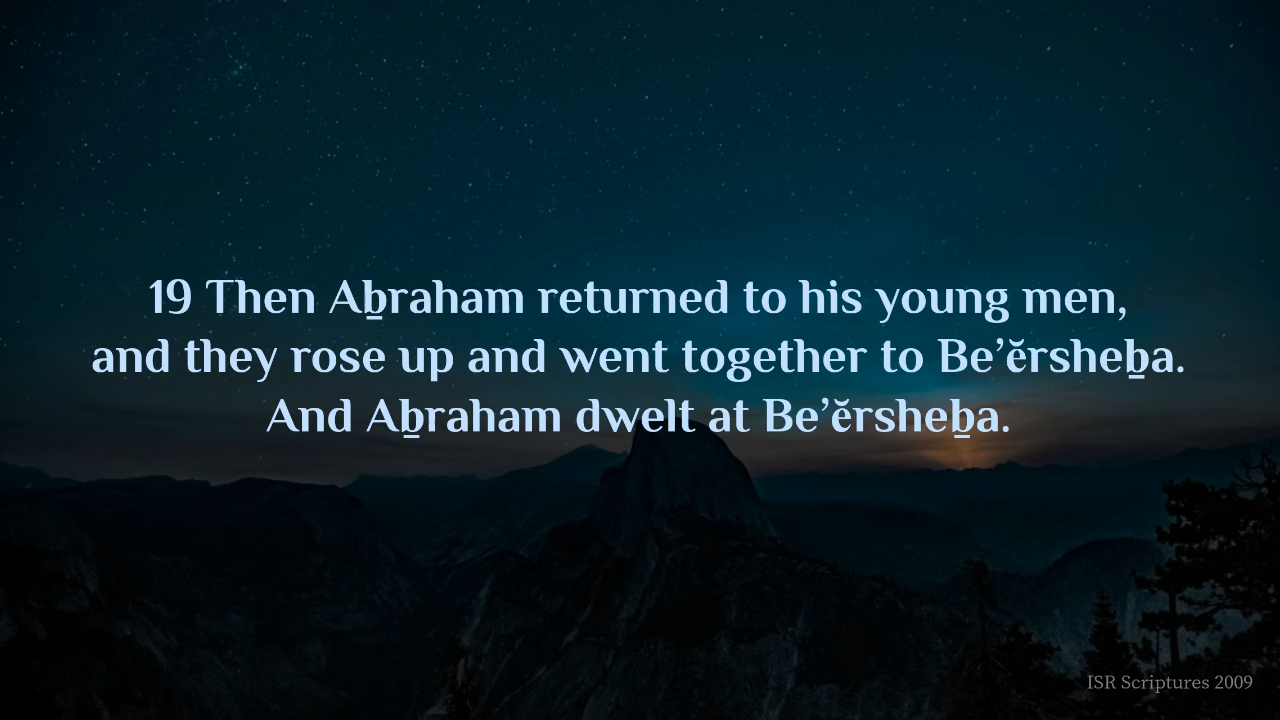 19 Then Aḇraham returned to his young men,
and they rose up and went together to Be’ĕrsheḇa.
And Aḇraham dwelt at Be’ĕrsheḇa.
ISR Scriptures 2009